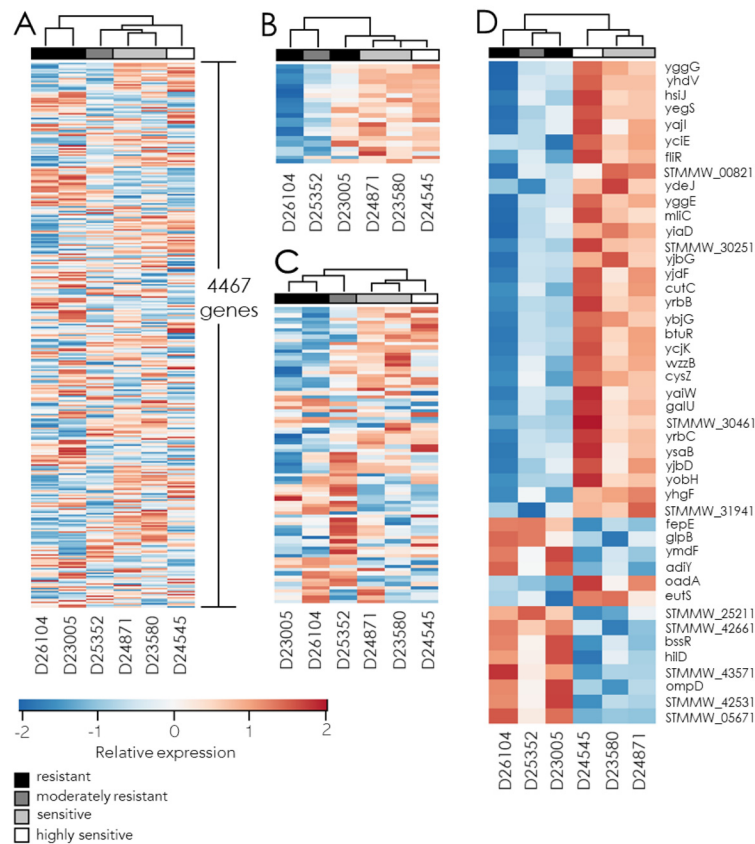 A
4467
genes
D26104
D23005
D25352
D24871
D23580
D24545
B
D26104
D25352
D23005
D24871
D23580
D24545
C
D23005
D26104
D25352
D24871
D23580
D24545
D
yggG
yhdV
hslJ
yegS
yajI
yciE
fliR
STMMW_00821
ydeJ
yggE
mliC
yiaD
STMMW_30251
yjbG
yjdF
cutC
yrbB
ybjG
btuR
ycjK
wzzB
cysZ
yaiW
galU
STMMW_30461
yrbC
ysaB
yjbD
yobH
yhgF
STMMW_31941
fepE
glpB
ymdF
adiY
oadA
eutS
STMMW_25211
STMMW_42661
bssR
hilD
STMMW_43571
ompD
STMMW_42531
STMMW_05671
D26104
D25352
D23005
D24545
D23580
D24871
-2 -1 0 1 2
Relative expression
resistant
moderately resistant
sensitive
highly sensitive